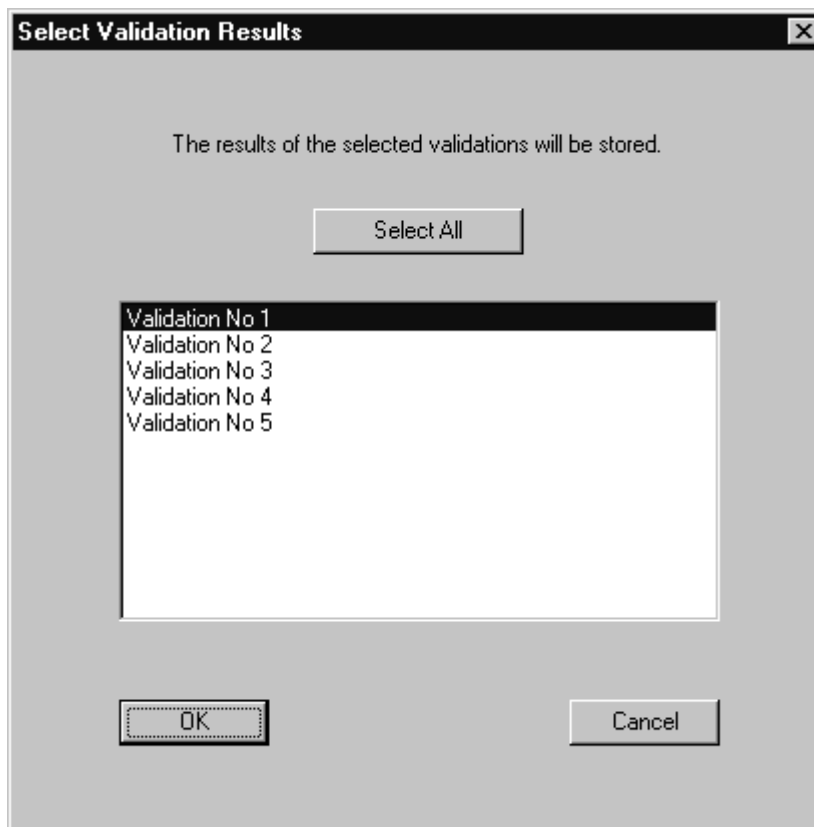 Select Validation Results
The results of the selected validations will be stored.
Select All
Validation No 1
Validation No 2
Validation No 3
Validation No 4
Validation No 5
OK
Cancel